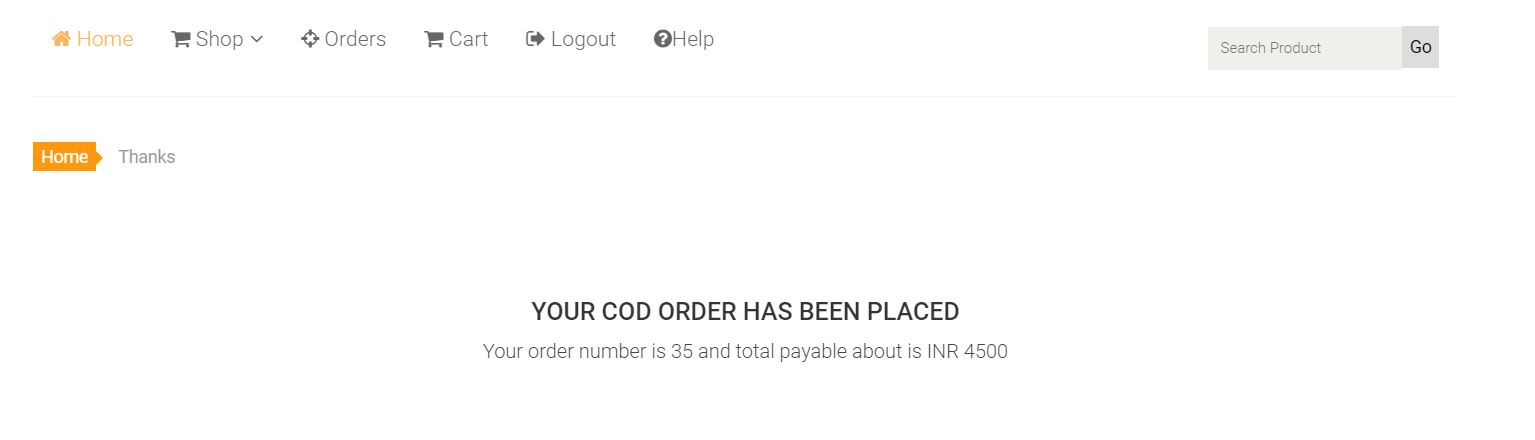 Home Shop Orders Cart Logout Help
Search Product Go
Home Thanks
YOUR COD ORDER HAS BEEN PLACED
Your order number is 35 and total payable about is INR 4500